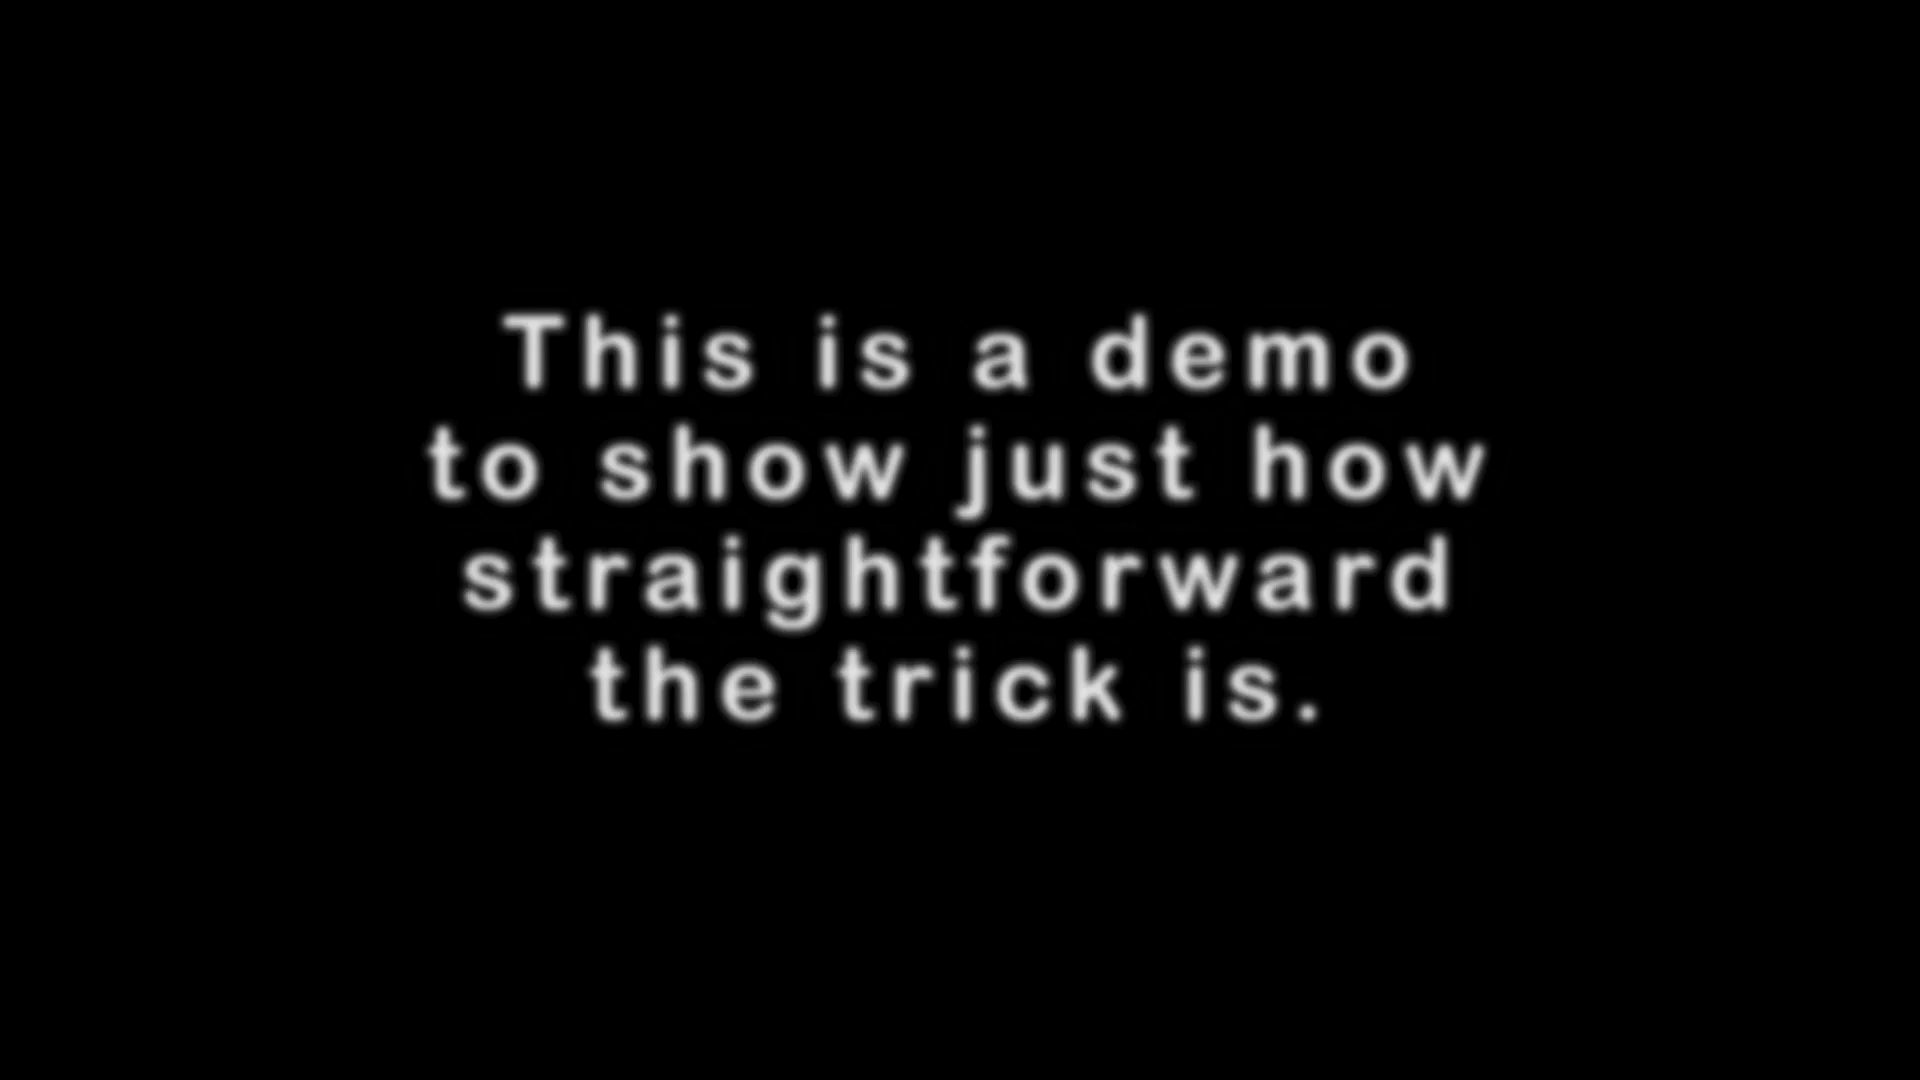 This is a demo
to show just how
straightforward
the trick is.